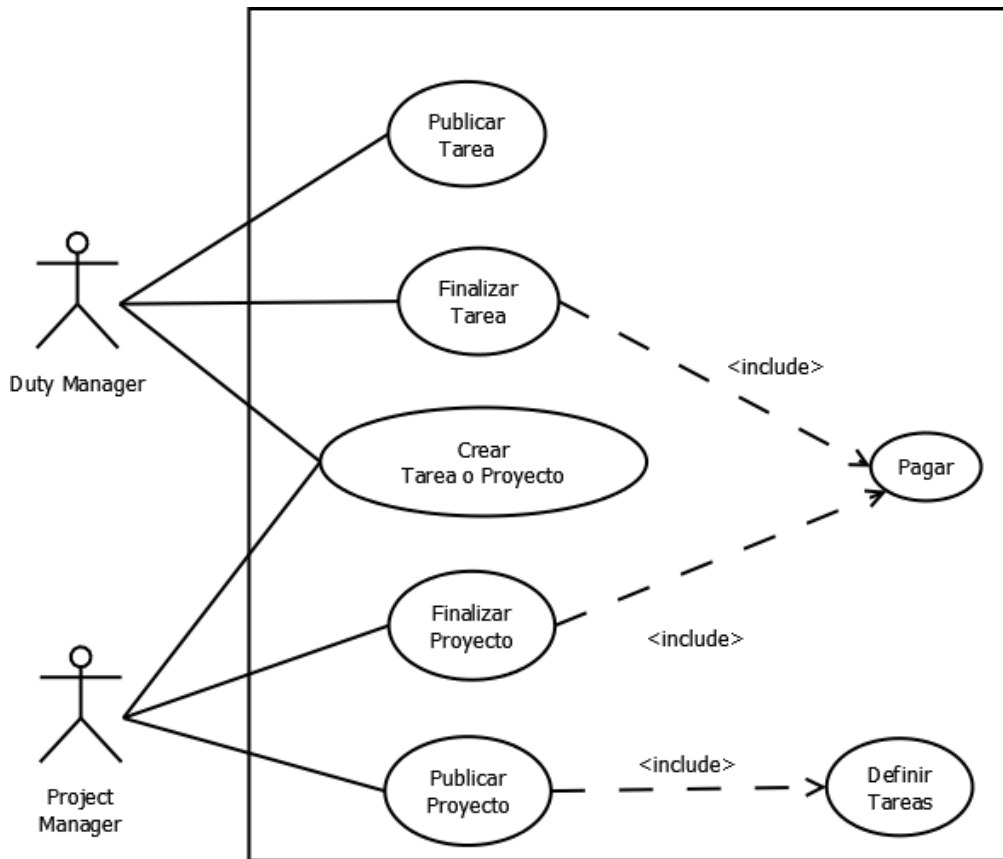 Publicar
Tarea
Finalizar
Tarea
<include>
Duty Manager
Crear
Tarea o Proyecto
Pagar
Finalizar
Proyecto
<include>
Project
Manager
Publicar
Proyecto
<include>
Definir
Tareas